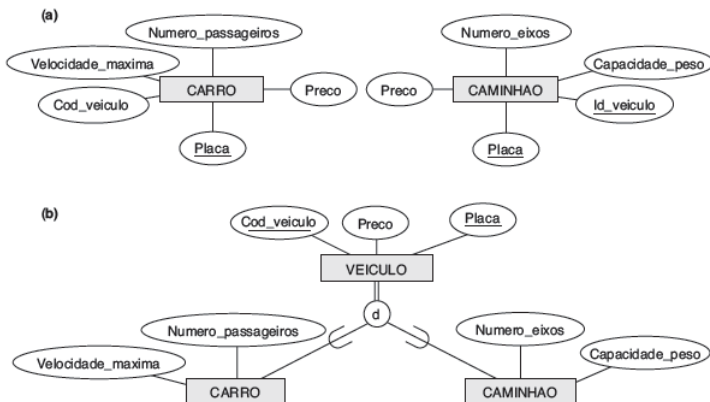 (a)
Numero_passageiros
Numero_eixos
Velocidade_maxima
Capacidade_peso
CARRO
Preco
Preco
CAMINHAO
Cod_veiculo
Id_veiculo
Placa
Placa
(b)
Cod_veiculo
Preco
Placa
VEICULO
d
Numero_passageiros
Numero_eixos
Velocidade_maxima
Capacidade_peso
CARRO
CAMINHAO